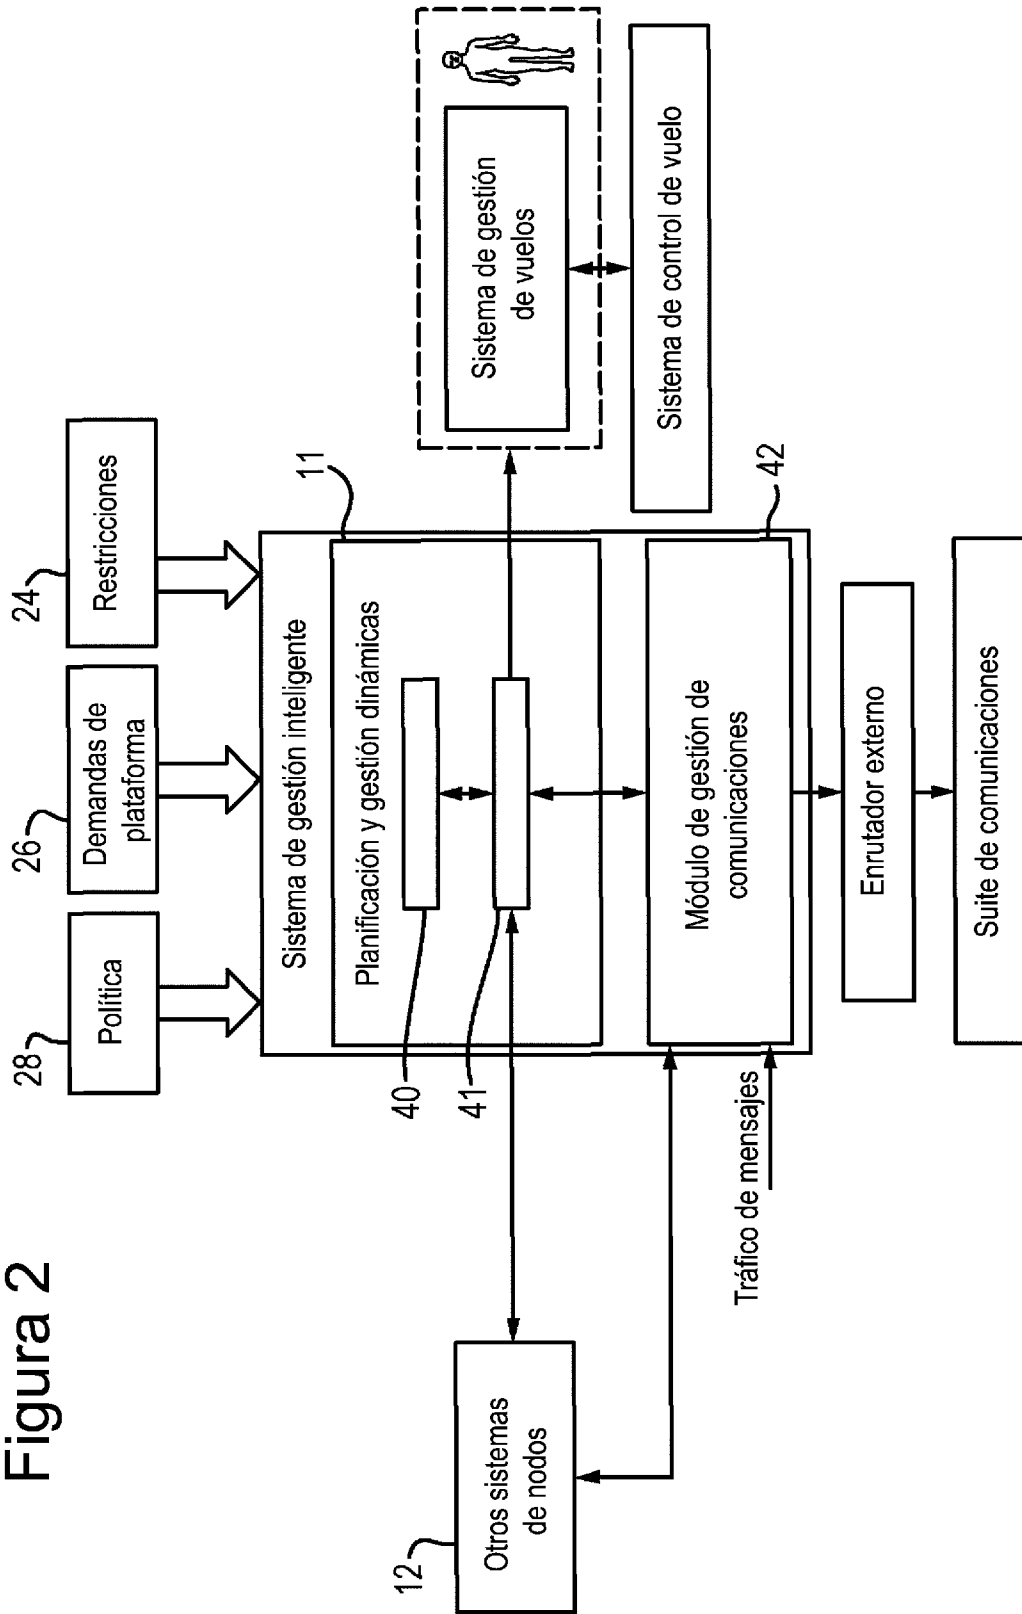 Figura 2
28
Política
26
Demandas de
plataforma
24
Restricciones
Sistema de gestión inteligente
11
Planificación y gestión dinámicas
40
41
12
Otros sistemas
de nodos
Sistema de gestión
de vuelos
Sistema de control de vuelo
42
Módulo de gestión de
comunicaciones
Tráfico de mensajes
Enrutador externo
Suite de comunicaciones